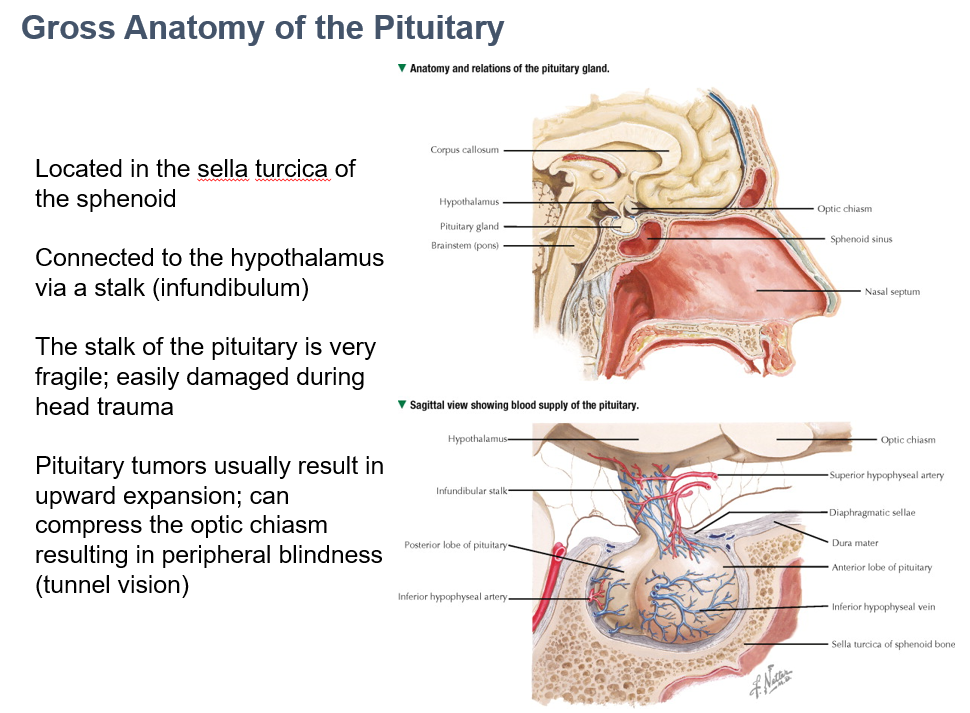 Gross Anatomy of the Pituitary
Located in the sella turcica of
the sphenoid
Connected to the hypothalamus
via a stalk (infundibulum)
The stalk of the pituitary is very
fragile; easily damaged during
head trauma
Pituitary tumors usually result in
upward expansion; can
compress the optic chiasm
resulting in peripheral blindness
(tunnel vision)
▼ Anatomy and relations of the pituitary gland.
Corpus callosum
Hypothalamus
Pituitary gland
Brainstem (pons)
Optic chiasm
Sphenoid sinus
Nasal septum
▼ Sagittal view showing blood supply of the pituitary.
Hypothalamus
Infundibular stalk
Posterior lobe of pituitary
Inferior hypophyseal artery
Optic chiasm
Superior hypophyseal artery
Diaphragmatic sellae
Dura mater
Anterior lobe of pituitary
Inferior hypophyseal vein
Sella turcica of sphenoid bone
F. Netter
M.D.